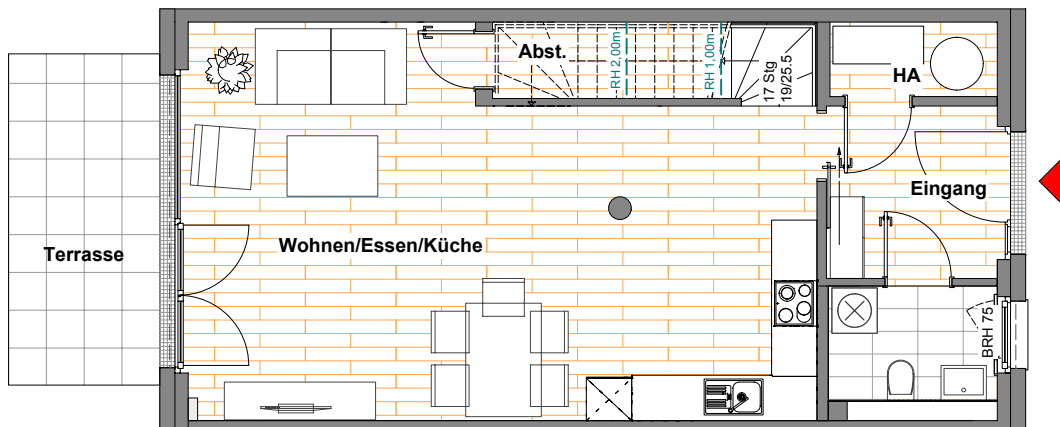 Abst.
RH 2,00m
RH 1,00m
17 Stg
19/25.5
HA
Eingang
Terrasse
Wohnen/Essen/Küche
BRH 75